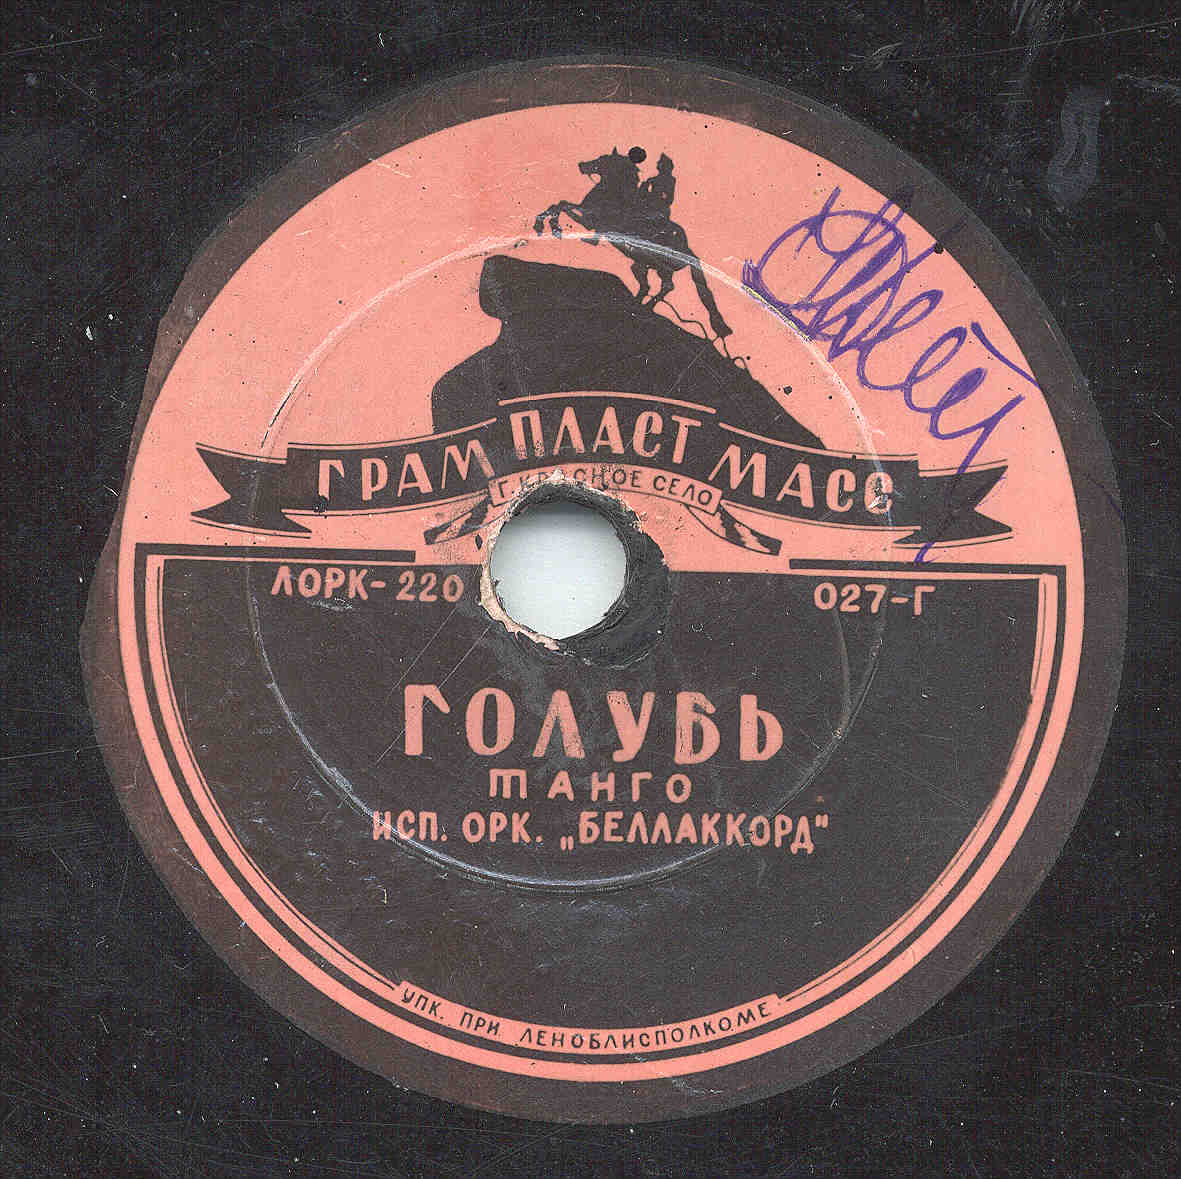 ГРАМ ПЛАСТ МАСС
Г. КРАСНОЕ СЕЛО
ЛОРК-220
027-Г
ГОЛУБЬ
ТАНГО
ИСП. ОРК. „БЕЛЛАККОРД"
УПК. ПРИ ЛЕНОБЛИСПОЛКОМЕ